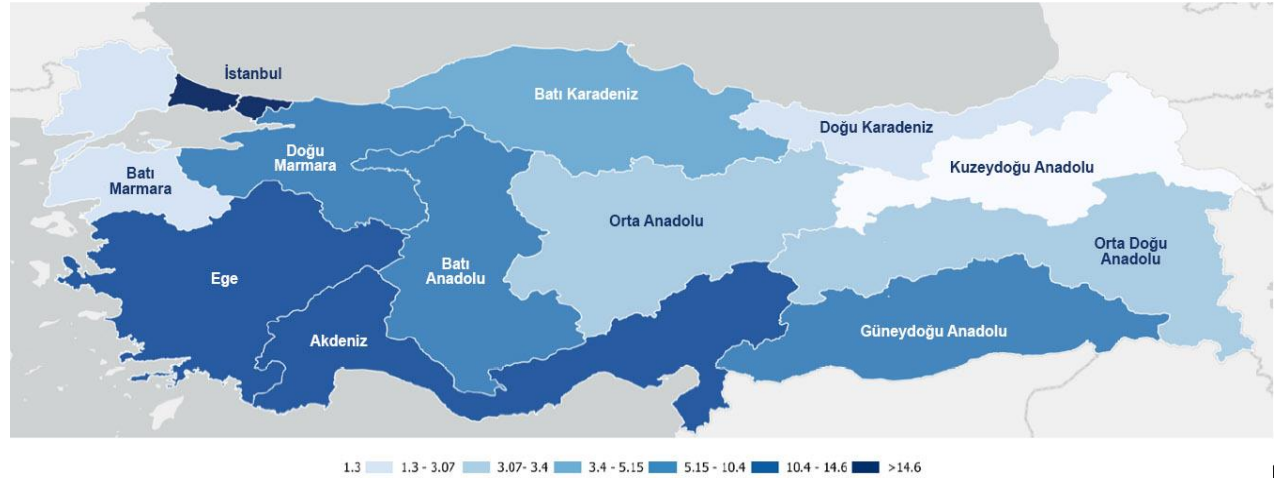 İstanbul
Batı Karadeniz
Doğu Karadeniz
Doğu
Marmara
Kuzeydoğu Anadolu
Batı
Marmara
Orta Anadolu
Orta Doğu
Anadolu
Batı
Anadolu
Ege
Akdeniz
Güneydoğu Anadolu
1.3 1.3 - 3.07 3.07- 3.4 3.4 - 5.15 5.15 - 10.4 10.4 - 14.6 >14.6